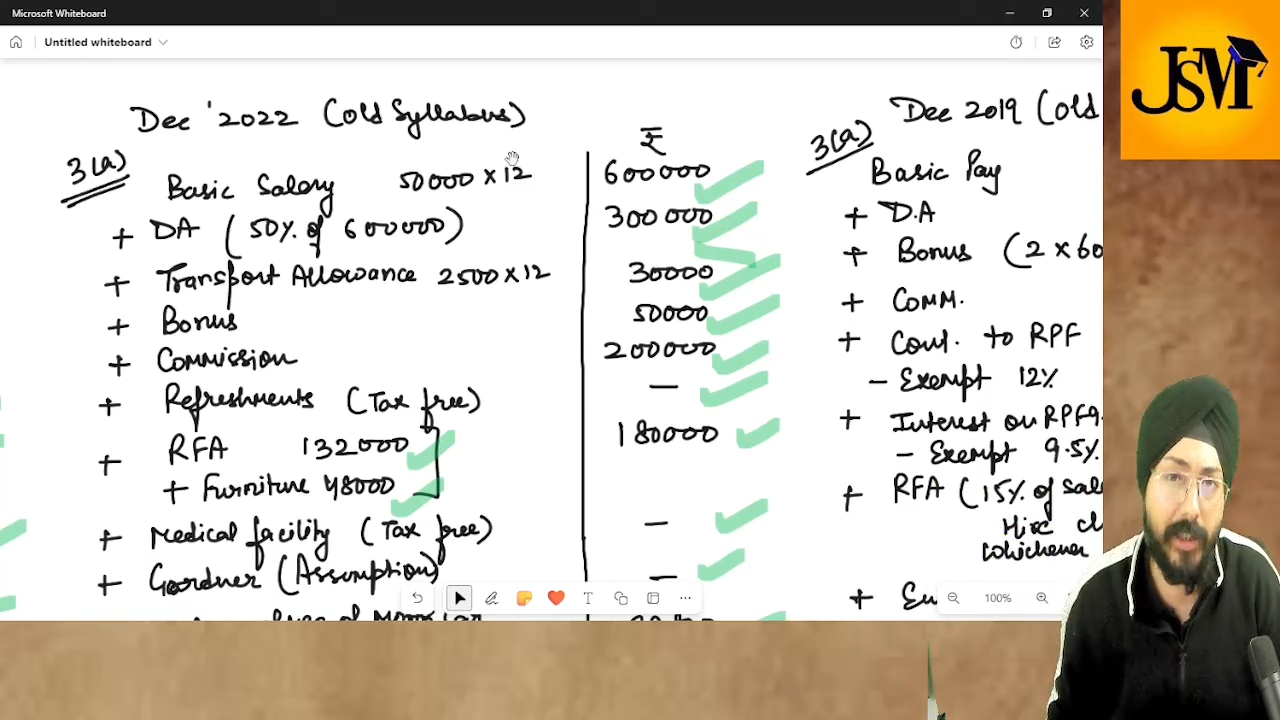 Microsoft Whiteboard
Untitled whiteboard
JSM
Dec '2022 (Old Syllabus)
3(a)
₹
Basic Salary 50000 × 12 600000
+ DA (50% of 600000) 300000
+ Transport Allowance 2500 × 12 30000
+ Bonus 50000
+ Commission 200000
+ Refreshments (Tax free) —
+ RFA 132000 180000
+ Furniture 48000
+ Medical facility (Tax free) —
+ Gardner (Assumption) —
Dec 2019 (Old
3(a)
Basic Pay
+ D.A
+ Bonus (2 × 60
+ Comm.
+ Cont. to RPF
- Exempt 12%
+ Interest on RPF 9.
- Exempt 9.5%
+ RFA (15% of Sal
Hire c
Whichever
+ 
100%